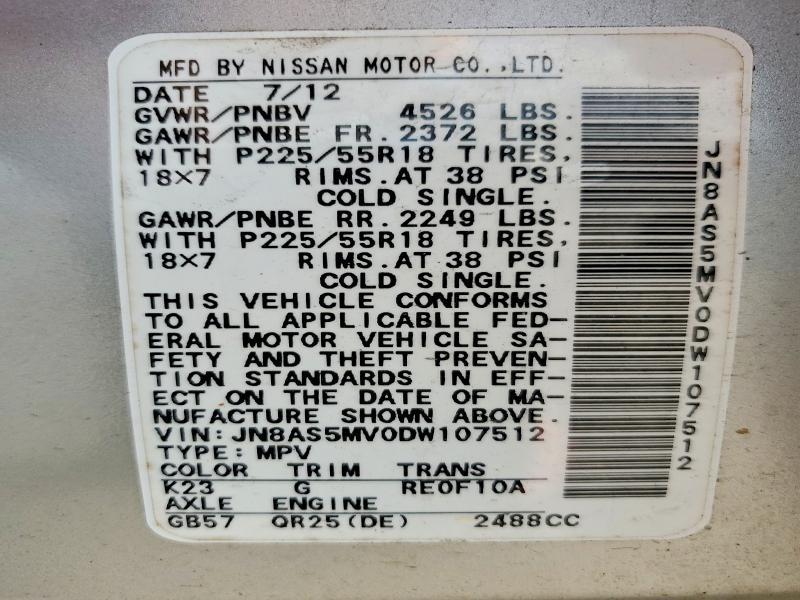 MFD BY NISSAN MOTOR CO.,LTD.
DATE 7/12
GVWR/PNBV 4526 LBS.
GAWR/PNBE FR. 2372 LBS.
WITH P225/55R18 TIRES,
18×7 RIMS. AT 38 PSI
COLD SINGLE.
GAWR/PNBE RR. 2249 LBS.
WITH P225/55R18 TIRES,
18×7 RIMS. AT 38 PSI
COLD SINGLE.
THIS VEHICLE CONFORMS
TO ALL APPLICABLE FED-
ERAL MOTOR VEHICLE SA-
FETY AND THEFT PREVEN-
TION STANDARDS IN EFF-
ECT ON THE DATE OF MA-
NUFACTURE SHOWN ABOVE.
VIN: JN8AS5MV0DW107512
TYPE: MPV
COLOR TRIM TRANS
K23 G RE0F10A
AXLE ENGINE
GB57 QR25(DE) 2488CC
JN8AS5MV0DW107512